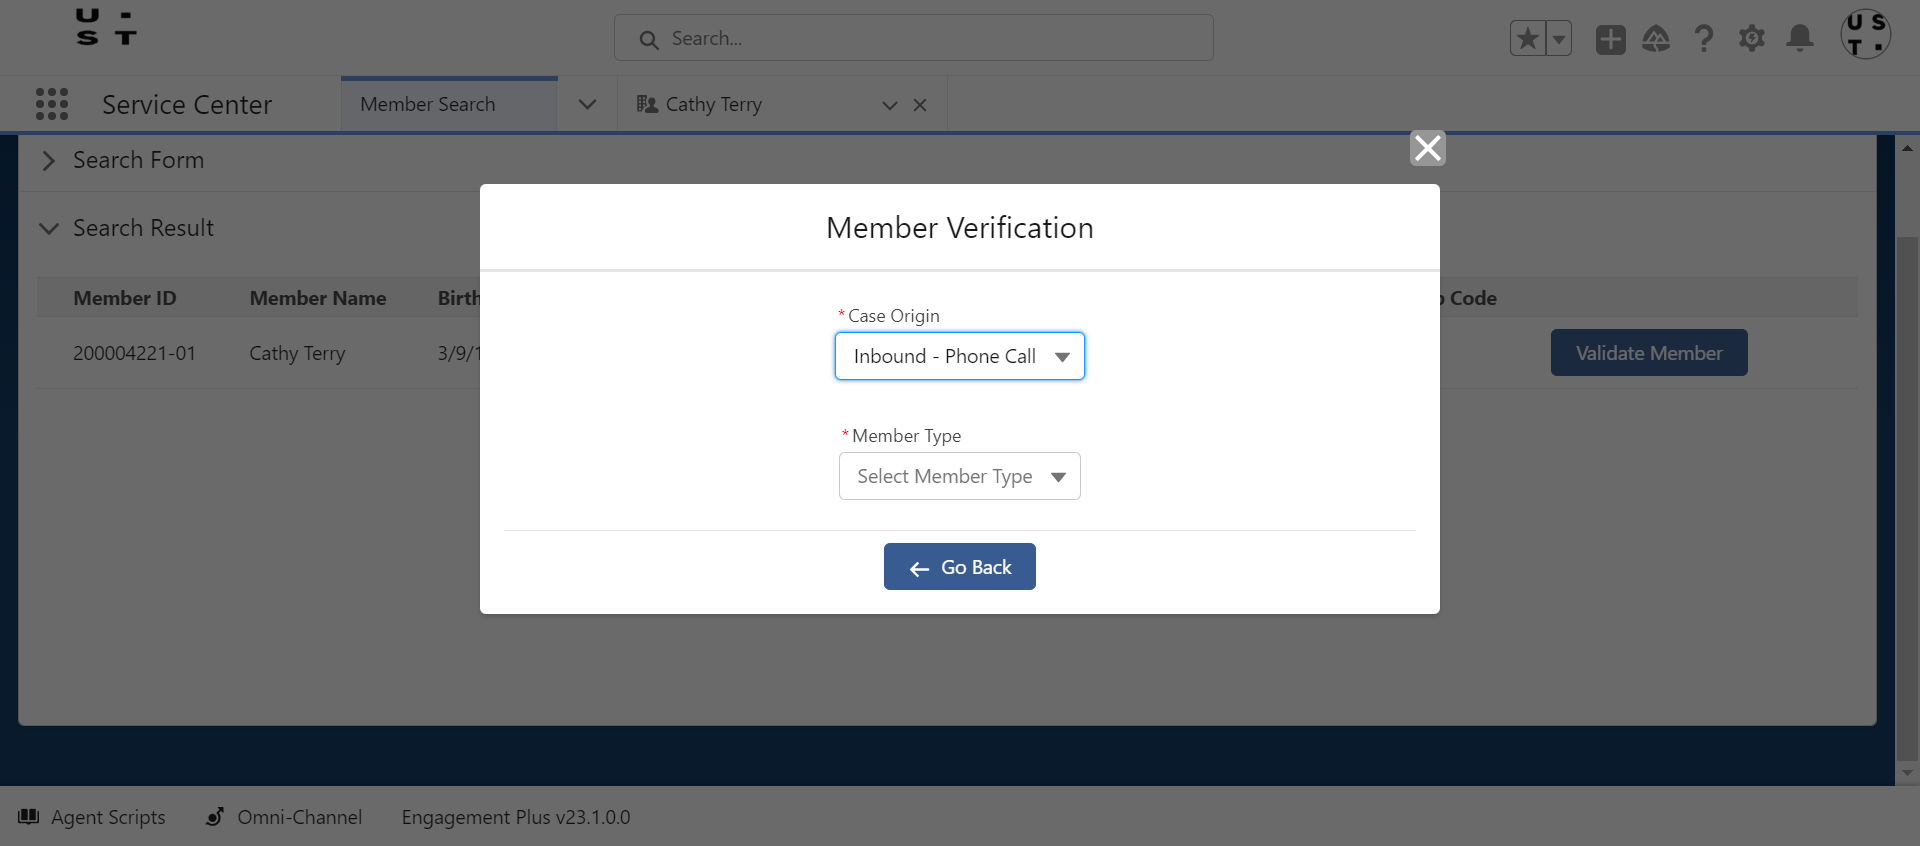 U
S T
Search...
U S
T
Service Center
Member Search
Cathy Terry
Search Form
Search Result
Member Verification
Member ID Member Name Birth Code
200004221-01 Cathy Terry 3/9/1 Validate Member
*Case Origin
Inbound - Phone Call
*Member Type
Select Member Type
Go Back
Agent Scripts Omni-Channel Engagement Plus v23.1.0.0